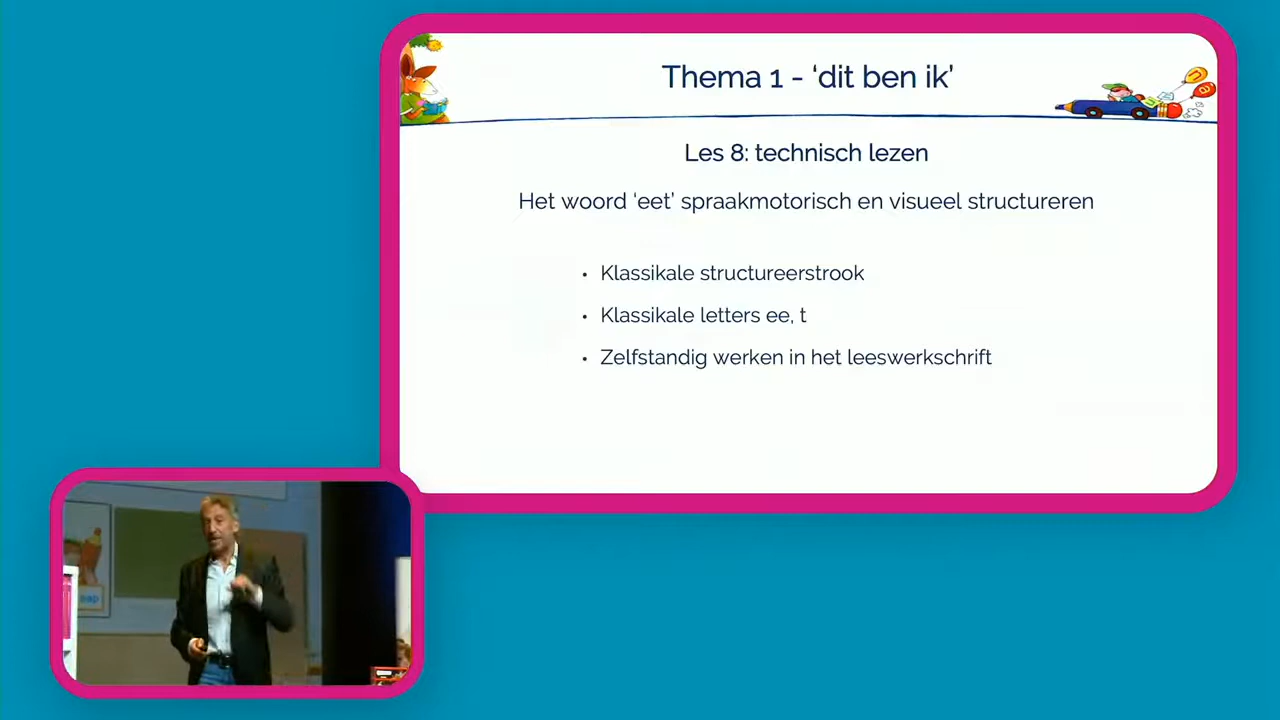 Thema 1 - ‘dit ben ik’
Les 8: technisch lezen
Het woord ‘eet’ spraakmotorisch en visueel structureren
• Klassikale structureerstrook
• Klassikale letters ee, t
• Zelfstandig werken in het leeswerkschrift